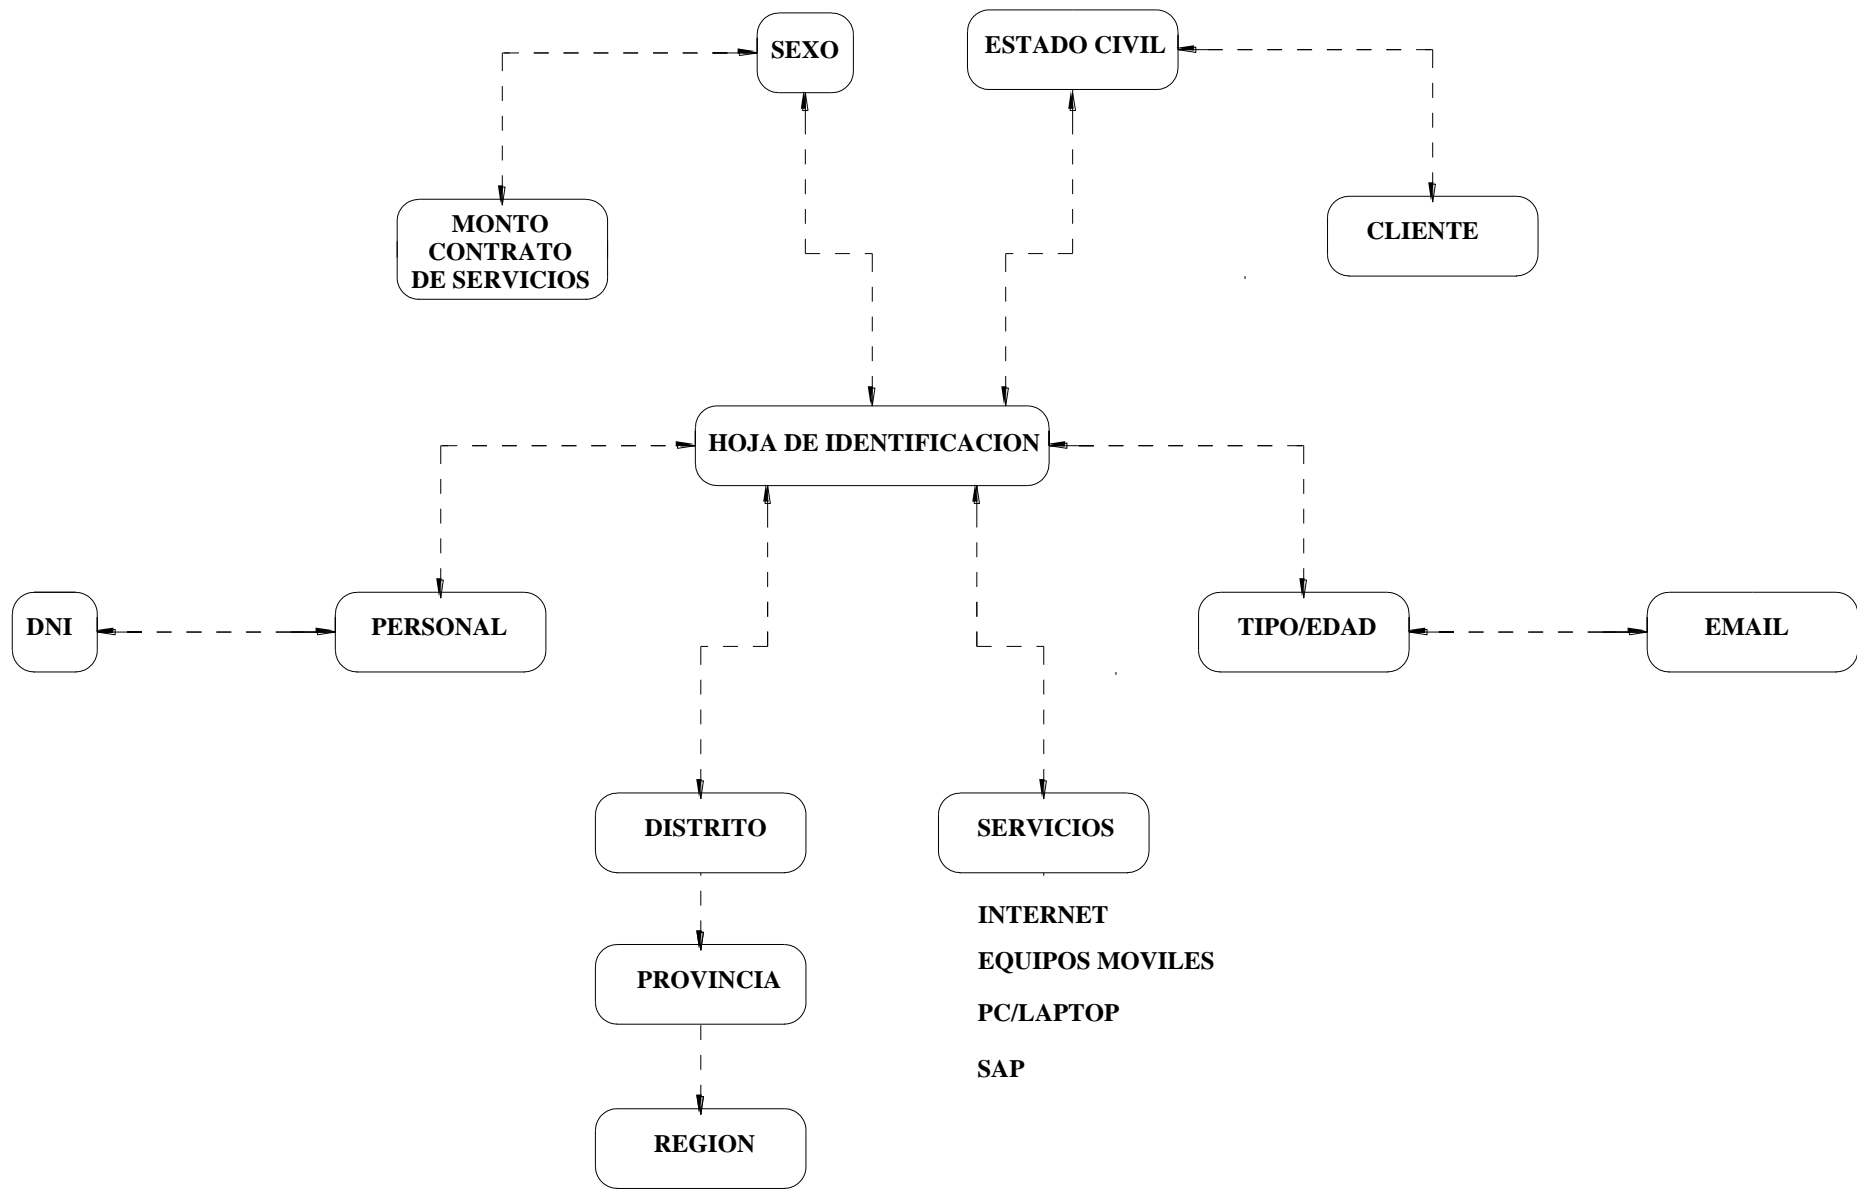 SEXO
ESTADO CIVIL
MONTO
CONTRATO
DE SERVICIOS
CLIENTE
HOJA DE IDENTIFICACION
DNI
PERSONAL
TIPO/EDAD
EMAIL
DISTRITO
SERVICIOS
INTERNET
EQUIPOS MOVILES
PROVINCIA
PC/LAPTOP
SAP
REGION